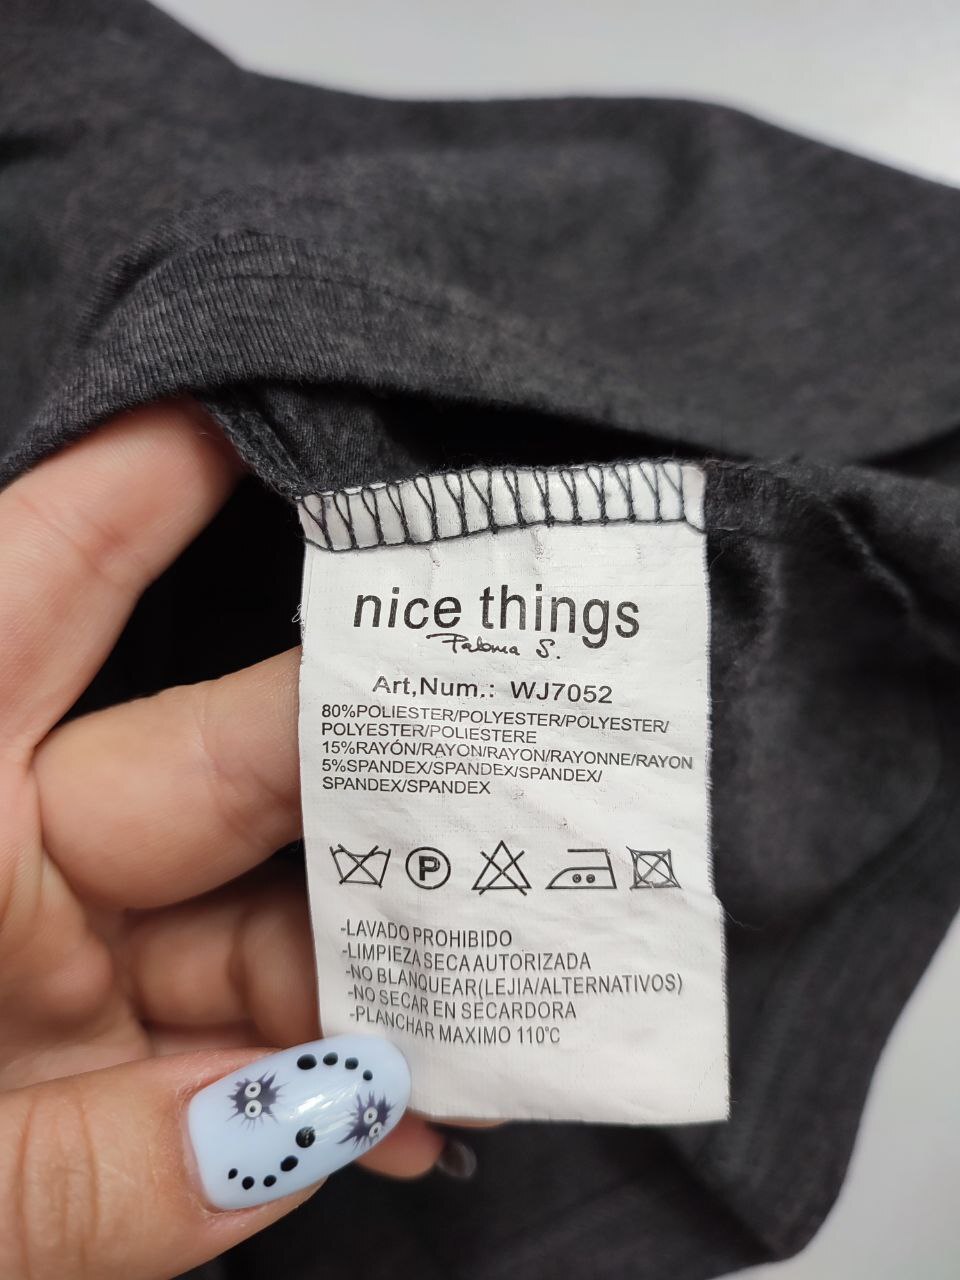 nice things
Paloma S.
Art,Num.: WJ7052
80%POLIESTER/POLYESTER/POLYESTER/
POLYESTER/POLIESTERE
15%RAYÓN/RAYON/RAYON/RAYONNE/RAYON
5%SPANDEX/SPANDEX/SPANDEX/
SPANDEX/SPANDEX
P
-LAVADO PROHIBIDO
-LIMPIEZA SECA AUTORIZADA
-NO BLANQUEAR(LEJIA/ALTERNATIVOS)
-NO SECAR EN SECARDORA
-PLANCHAR MAXIMO 110°C